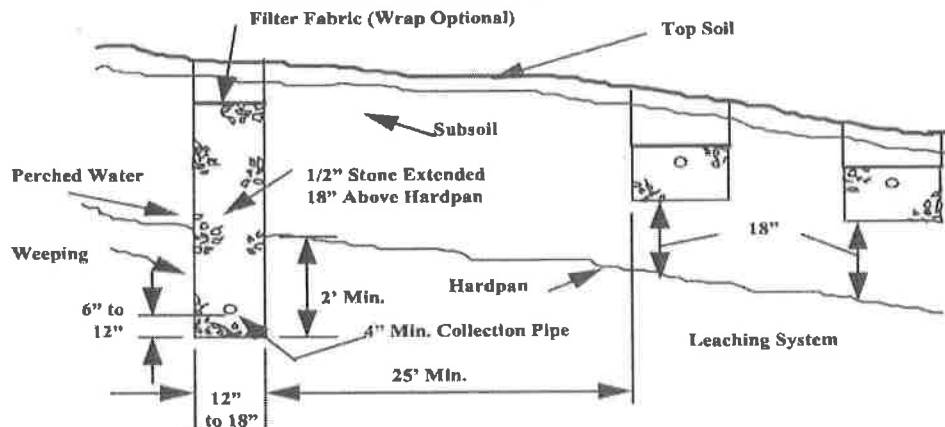 Filter Fabric (Wrap Optional)
Top Soil
Subsoil
Perched Water
1/2” Stone Extended
18” Above Hardpan
Weeping
18”
2’ Min.
Hardpan
6” to
12”
4” Min. Collection Pipe
Leaching System
25’ Min.
12”
to 18”